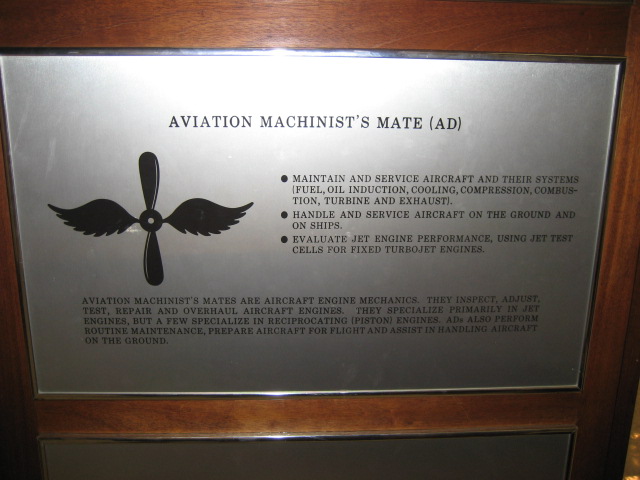 AVIATION MACHINIST'S MATE (AD)
● MAINTAIN AND SERVICE AIRCRAFT AND THEIR SYSTEMS
(FUEL, OIL INDUCTION, COOLING, COMPRESSION, COMBUS-
TION, TURBINE AND EXHAUST).
● HANDLE AND SERVICE AIRCRAFT ON THE GROUND AND
ON SHIPS.
● EVALUATE JET ENGINE PERFORMANCE, USING JET TEST
CELLS FOR FIXED TURBOJET ENGINES.
AVIATION MACHINIST'S MATES ARE AIRCRAFT ENGINE MECHANICS. THEY INSPECT, ADJUST,
TEST, REPAIR AND OVERHAUL AIRCRAFT ENGINES. THEY SPECIALIZE PRIMARILY IN JET
ENGINES, BUT A FEW SPECIALIZE IN RECIPROCATING (PISTON) ENGINES. ADs ALSO PERFORM
ROUTINE MAINTENANCE, PREPARE AIRCRAFT FOR FLIGHT AND ASSIST IN HANDLING AIRCRAFT
ON THE GROUND.